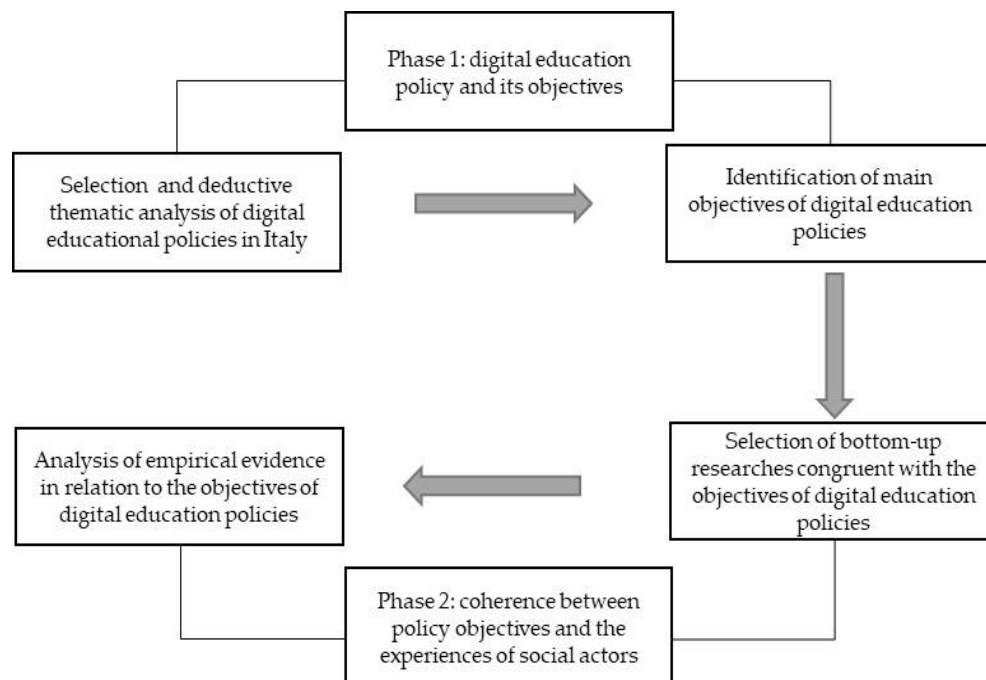 Phase 1: digital education
policy and its objectives
Selection and deductive
thematic analysis of digital
educational policies in Italy
Identification of main
objectives of digital education
policies
Analysis of empirical evidence
in relation to the objectives of
digital education policies
Selection of bottom-up
researches congruent with the
objectives of digital education
policies
Phase 2: coherence between
policy objectives and the
experiences of social actors